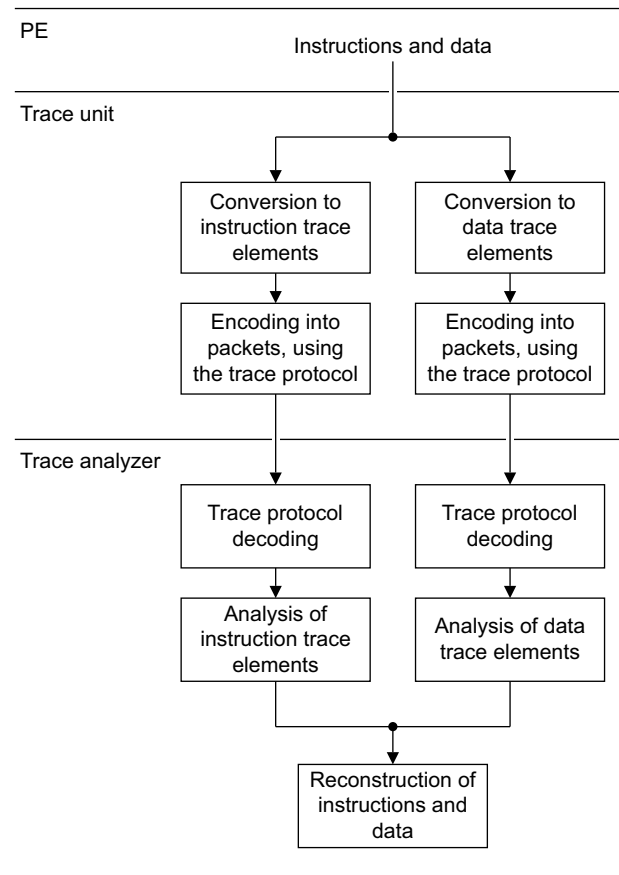 PE
Instructions and data
Trace unit
Conversion to
instruction trace
elements
Conversion to
data trace
elements
Encoding into
packets, using
the trace protocol
Encoding into
packets, using
the trace protocol
Trace analyzer
Trace protocol
decoding
Trace protocol
decoding
Analysis of
instruction trace
elements
Analysis of data
trace elements
Reconstruction of
instructions and
data